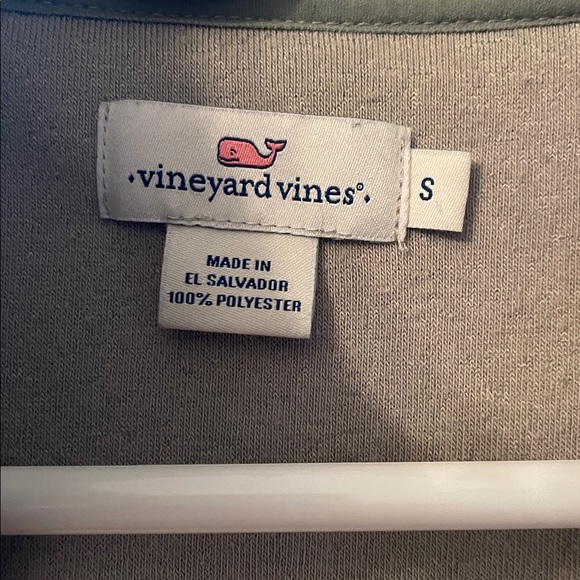 •vineyard vines®•
S
MADE IN
EL SALVADOR
100% POLYESTER